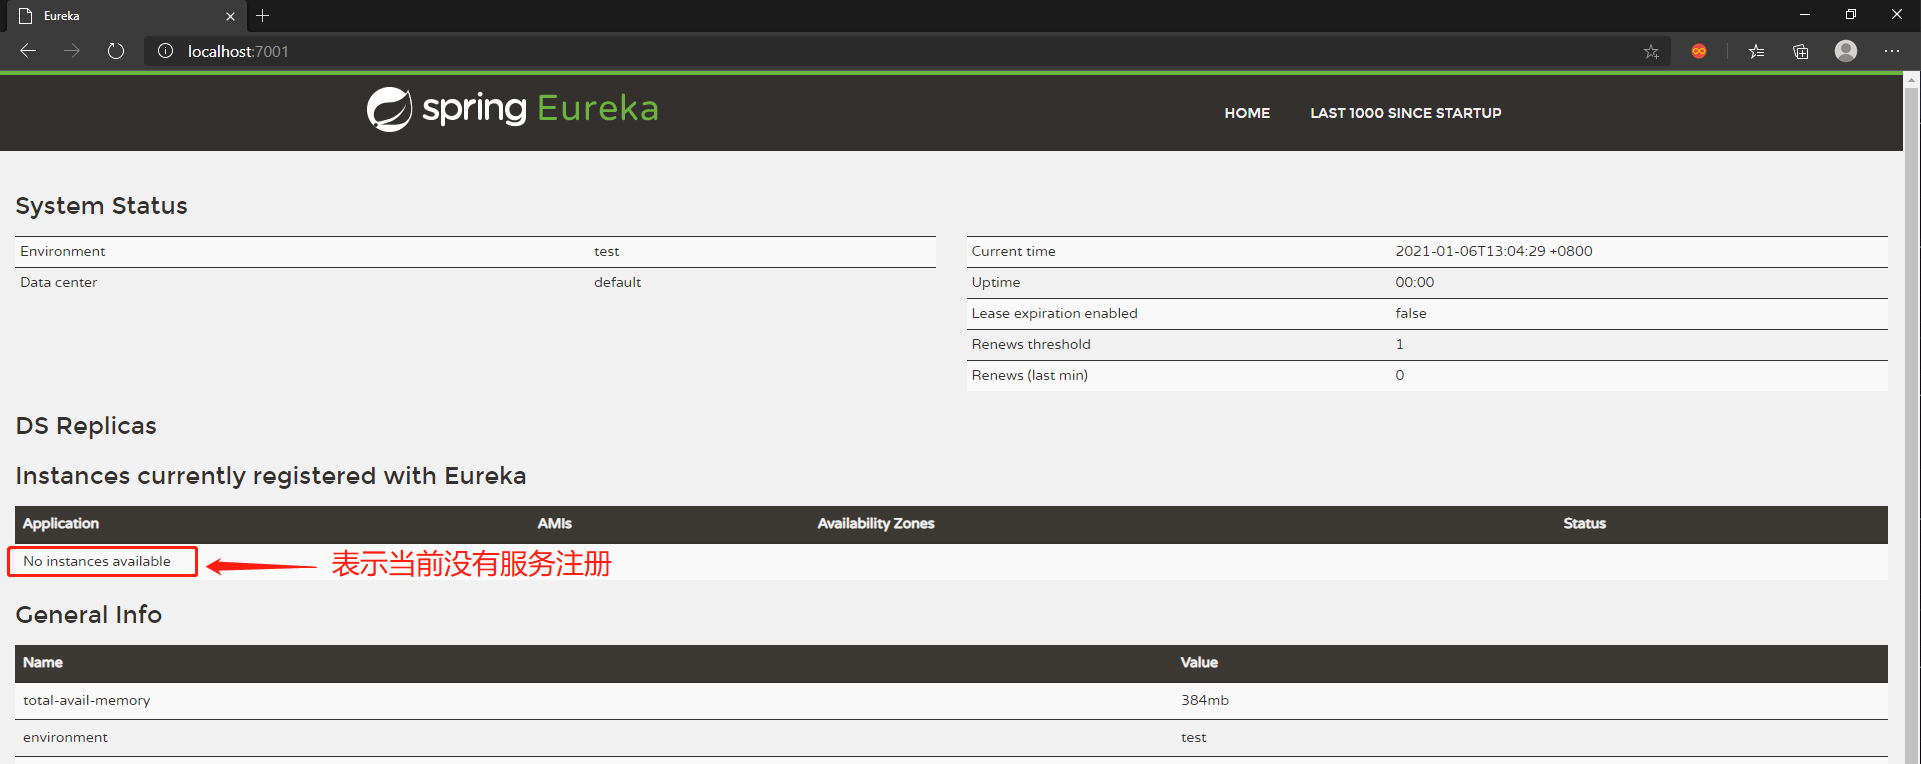 Eureka
localhost:7001
spring Eureka
HOME LAST 1000 SINCE STARTUP
System Status
Environment test
Data center default
Current time 2021-01-06T13:04:29 +0800
Uptime 00:00
Lease expiration enabled false
Renews threshold 1
Renews (last min) 0
DS Replicas
Instances currently registered with Eureka
Application AMIs Availability Zones Status
No instances available 表示当前没有服务注册
General Info
Name Value
total-avail-memory 384mb
environment test